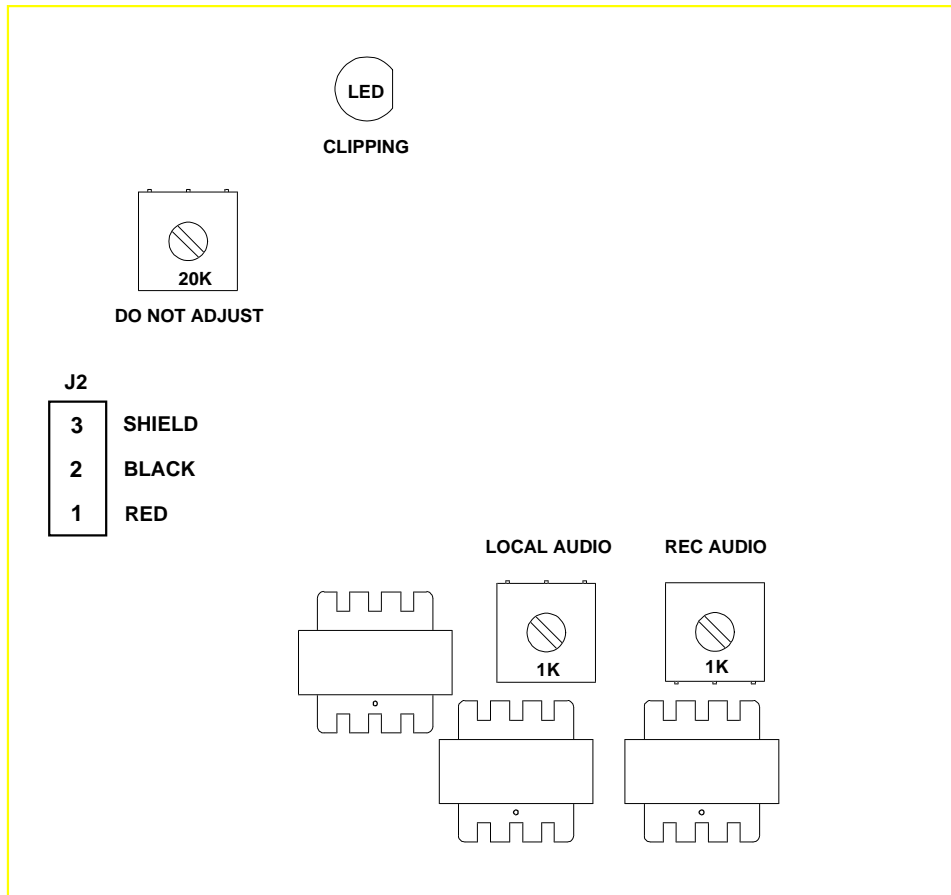 LED
CLIPPING
20K
DO NOT ADJUST
J2
3 SHIELD
2 BLACK
1 RED
LOCAL AUDIO REC AUDIO
1K 1K